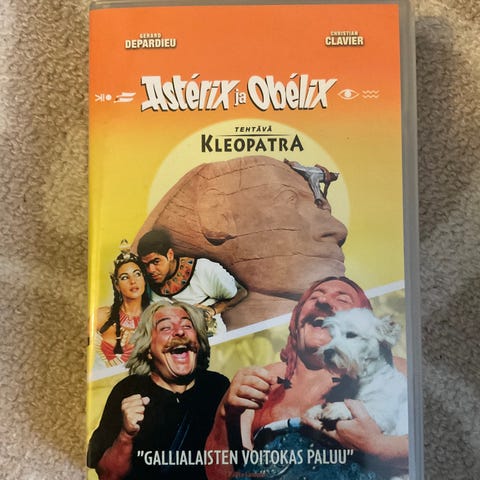 GERARD
DEPARDIEU
CHRISTIAN
CLAVIER
Astérix ja Obélix
TEHTÄVÄ
KLEOPATRA
"GALLIALAISTEN VOITOKAS PALUU"